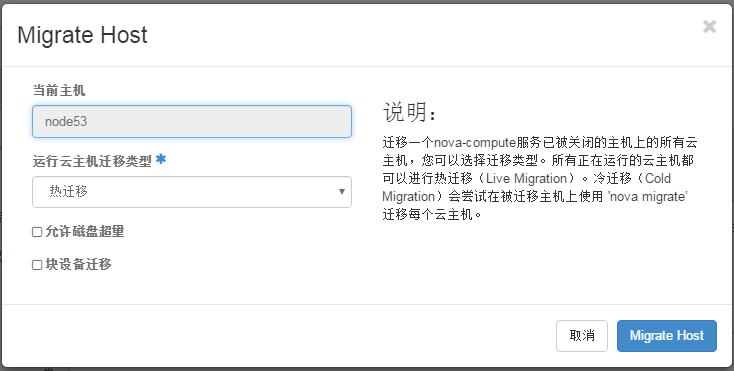 Migrate Host
×
当前主机
node53
运行云主机迁移类型 *
热迁移
允许磁盘超量
块设备迁移
说明:
迁移一个nova-compute服务已被关闭的主机上的所有云
主机，您可以选择迁移类型。所有正在运行的云主机都
可以进行热迁移（Live Migration）。冷迁移（Cold
Migration）会尝试在被迁移主机上使用 'nova migrate'
迁移每个云主机。
取消
Migrate Host